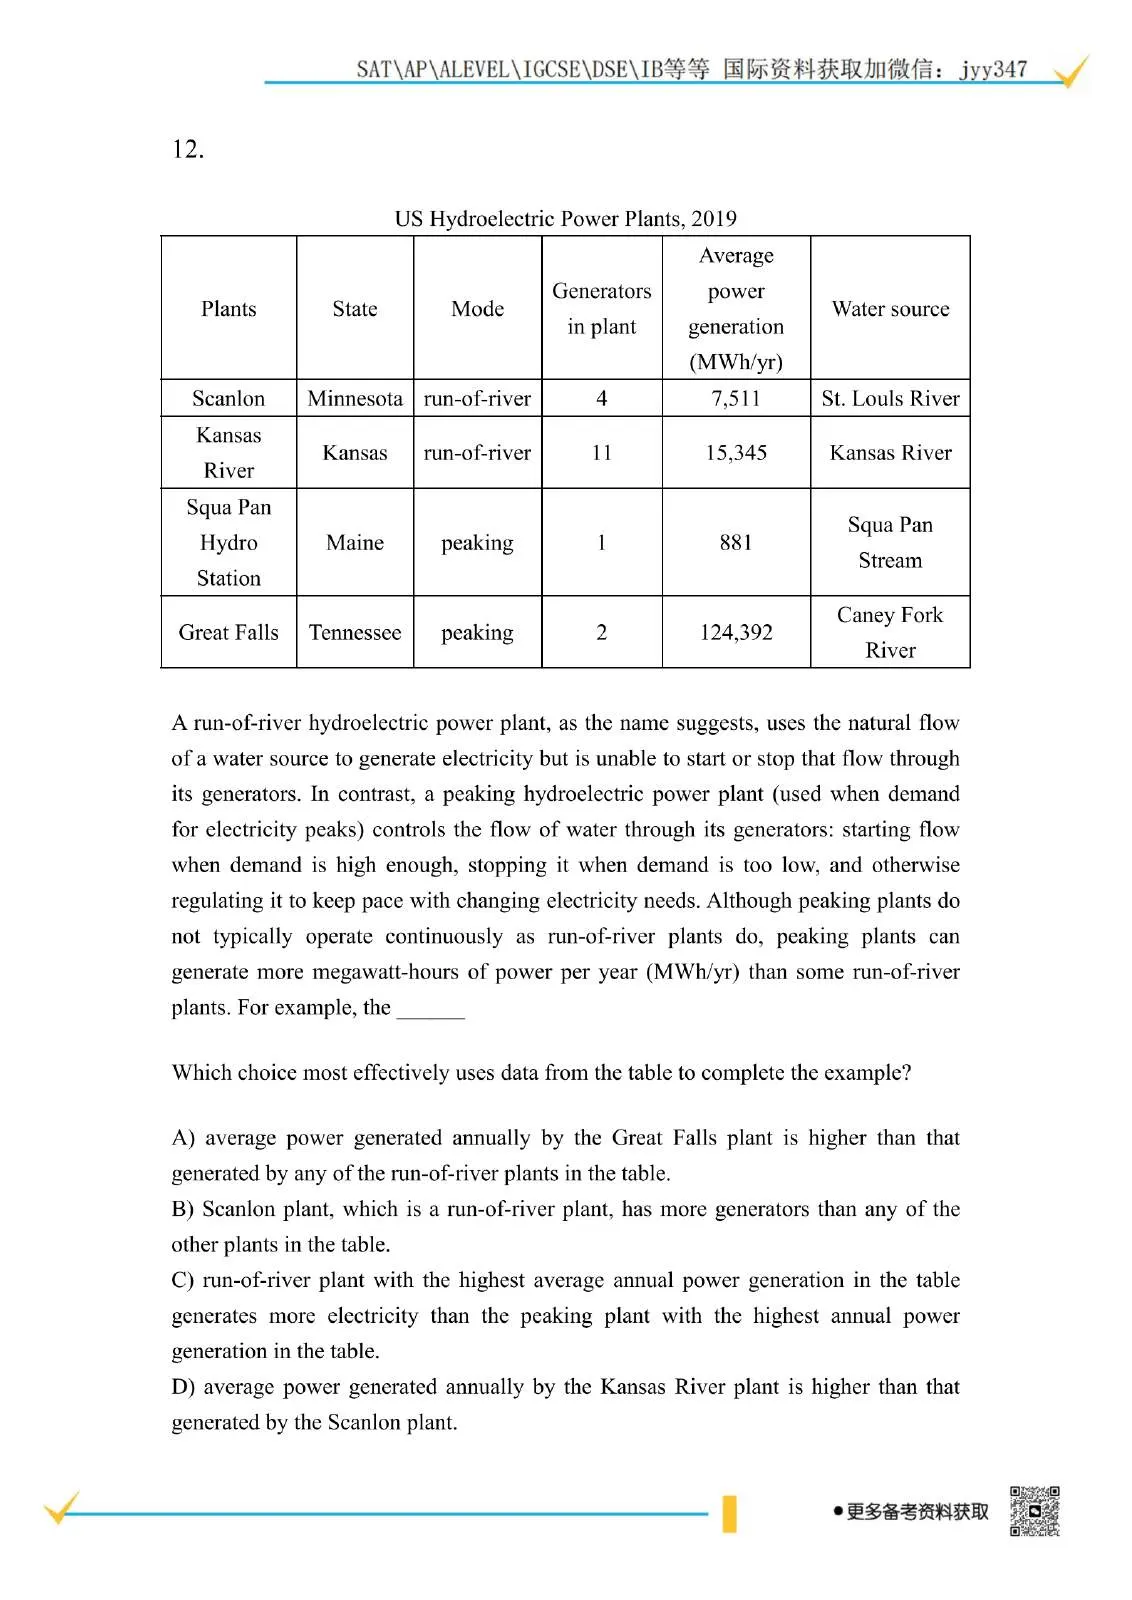 SAT\AP\ALEVEL\IGCSE\DSE\IB等等 国际资料获取加微信：jyy347
12.
US Hydroelectric Power Plants, 2019
Plants State Mode Generators in plant Average power generation (MWh/yr) Water source
Scanlon Minnesota run-of-river 4 7,511 St. Louls River
Kansas River Kansas run-of-river 11 15,345 Kansas River
Squa Pan Hydro Station Maine peaking 1 881 Squa Pan Stream
Great Falls Tennessee peaking 2 124,392 Caney Fork River
A run-of-river hydroelectric power plant, as the name suggests, uses the natural flow
of a water source to generate electricity but is unable to start or stop that flow through
its generators. In contrast, a peaking hydroelectric power plant (used when demand
for electricity peaks) controls the flow of water through its generators: starting flow
when demand is high enough, stopping it when demand is too low, and otherwise
regulating it to keep pace with changing electricity needs. Although peaking plants do
not typically operate continuously as run-of-river plants do, peaking plants can
generate more megawatt-hours of power per year (MWh/yr) than some run-of-river
plants. For example, the ______
Which choice most effectively uses data from the table to complete the example?
A) average power generated annually by the Great Falls plant is higher than that
generated by any of the run-of-river plants in the table.
B) Scanlon plant, which is a run-of-river plant, has more generators than any of the
other plants in the table.
C) run-of-river plant with the highest average annual power generation in the table
generates more electricity than the peaking plant with the highest annual power
generation in the table.
D) average power generated annually by the Kansas River plant is higher than that
generated by the Scanlon plant.
●更多备考资料获取